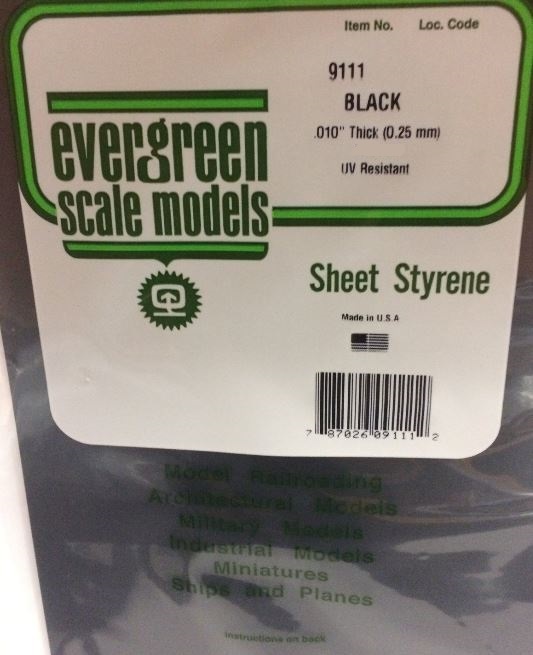 Item No. Loc. Code
9111
BLACK
.010" Thick (0.25 mm)
UV Resistant
evergreen
scale models
Sheet Styrene
Made in U.S.A
7 87026 09111 2
Model Railroading
Architectural Models
Military Models
Industrial Models
Miniatures
Ships and Planes
instructions on back